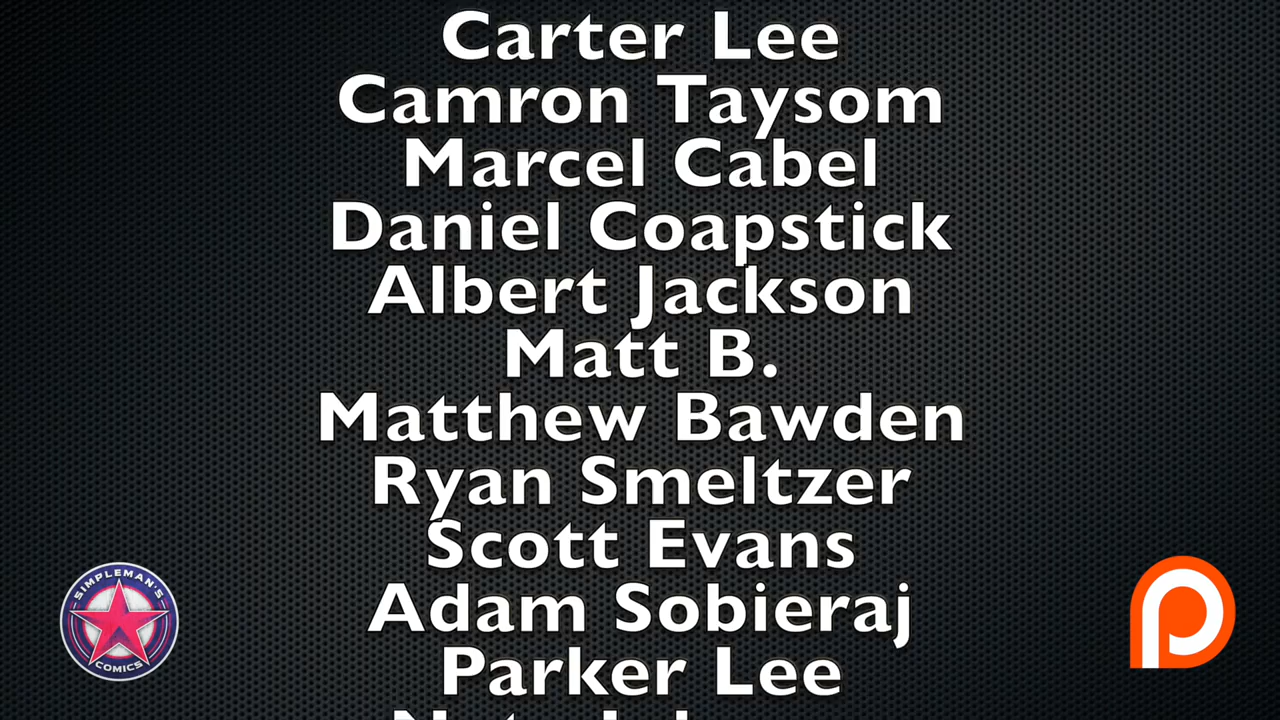 Carter Lee
Camron Taysom
Marcel Cabel
Daniel Coapstick
Albert Jackson
Matt B.
Matthew Bawden
Ryan Smeltzer
Scott Evans
Adam Sobieraj
Parker Lee
SIMPLEMAN'S
COMICS